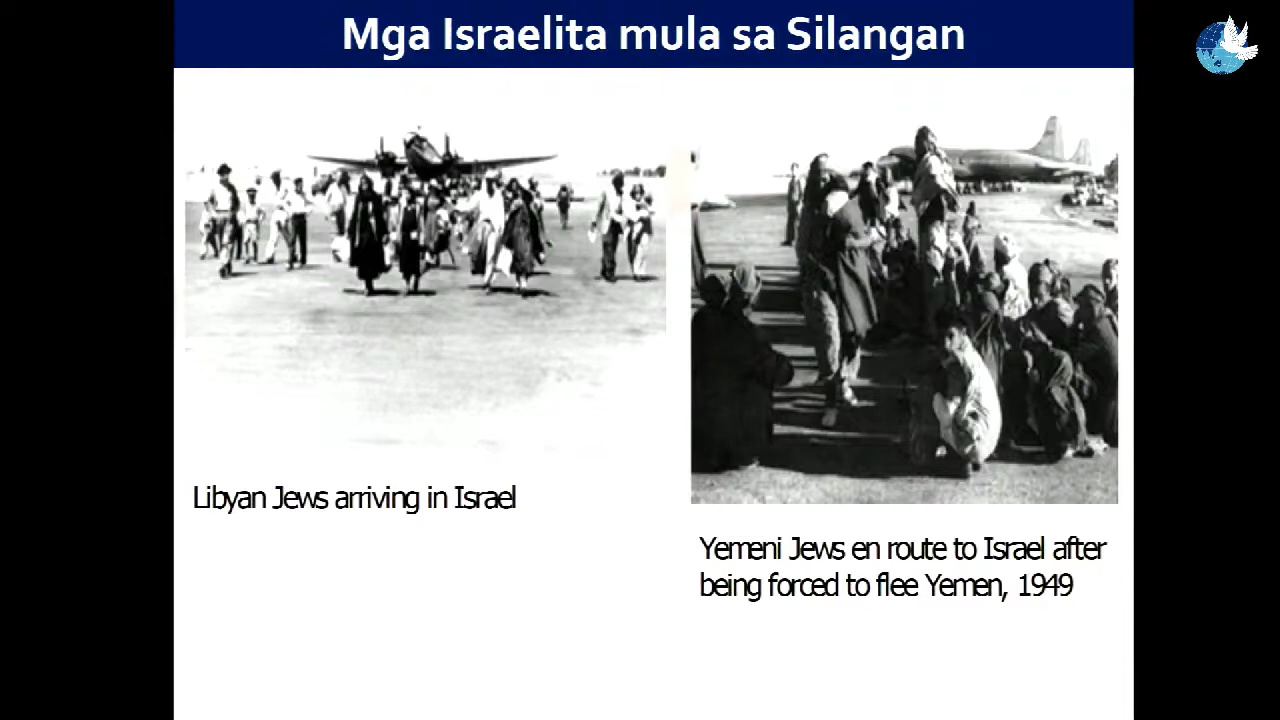 Mga Israelita mula sa Silangan
Libyan Jews arriving in Israel
Yemeni Jews en route to Israel after
being forced to flee Yemen, 1949